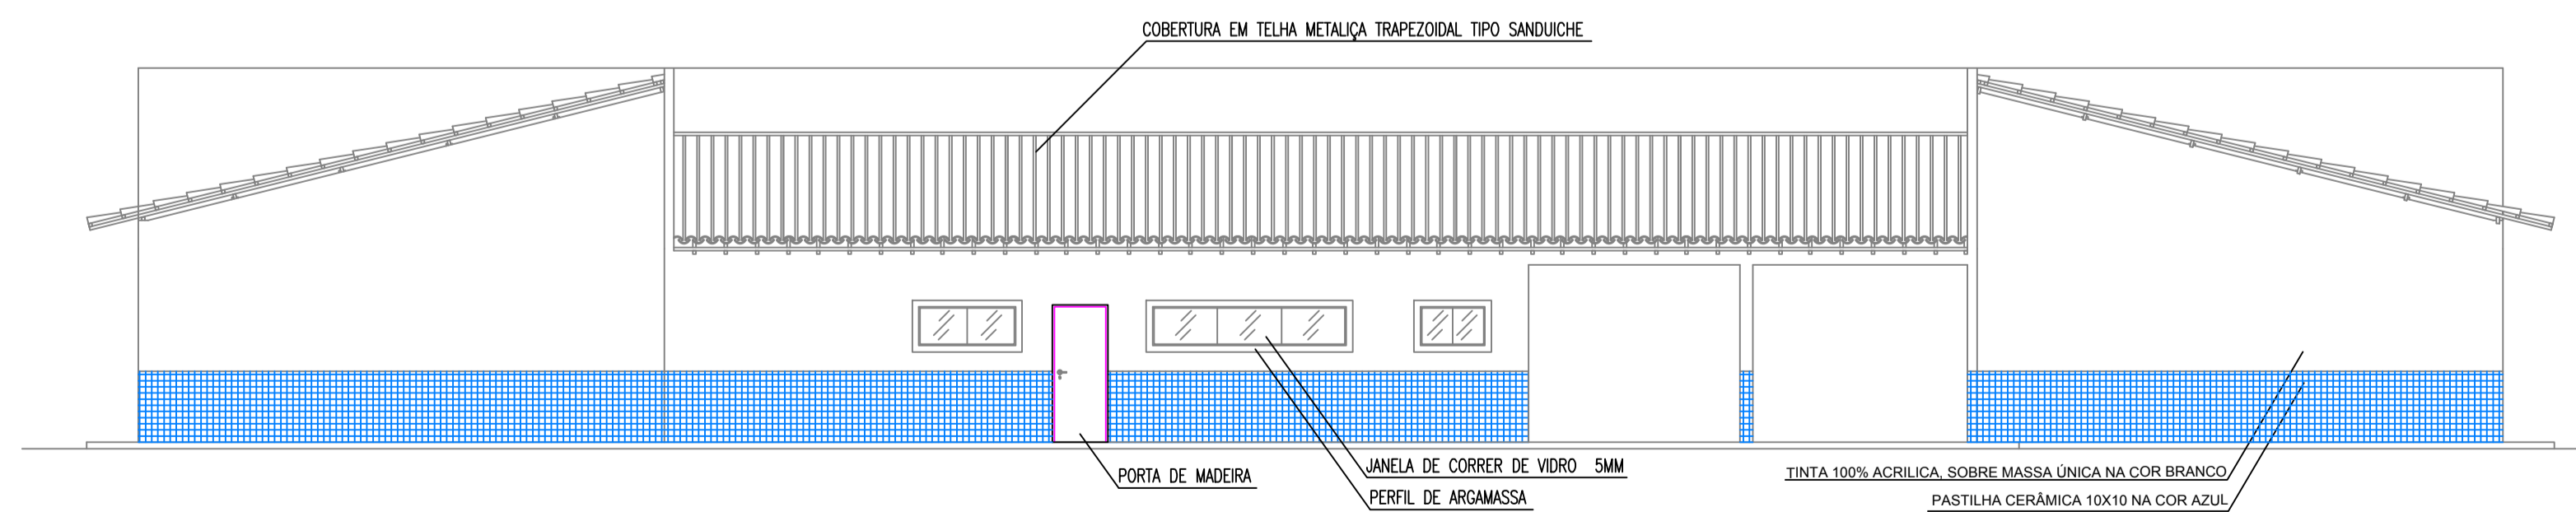 COBERTURA EM TELHA METALIÇA TRAPEZOIDAL TIPO SANDUICHE
JANELA DE CORRER DE VIDRO 5MM
PORTA DE MADEIRA
PERFIL DE ARGAMASSA
TINTA 100% ACRILICA, SOBRE MASSA ÚNICA NA COR BRANCO
PASTILHA CERÂMICA 10X10 NA COR AZUL